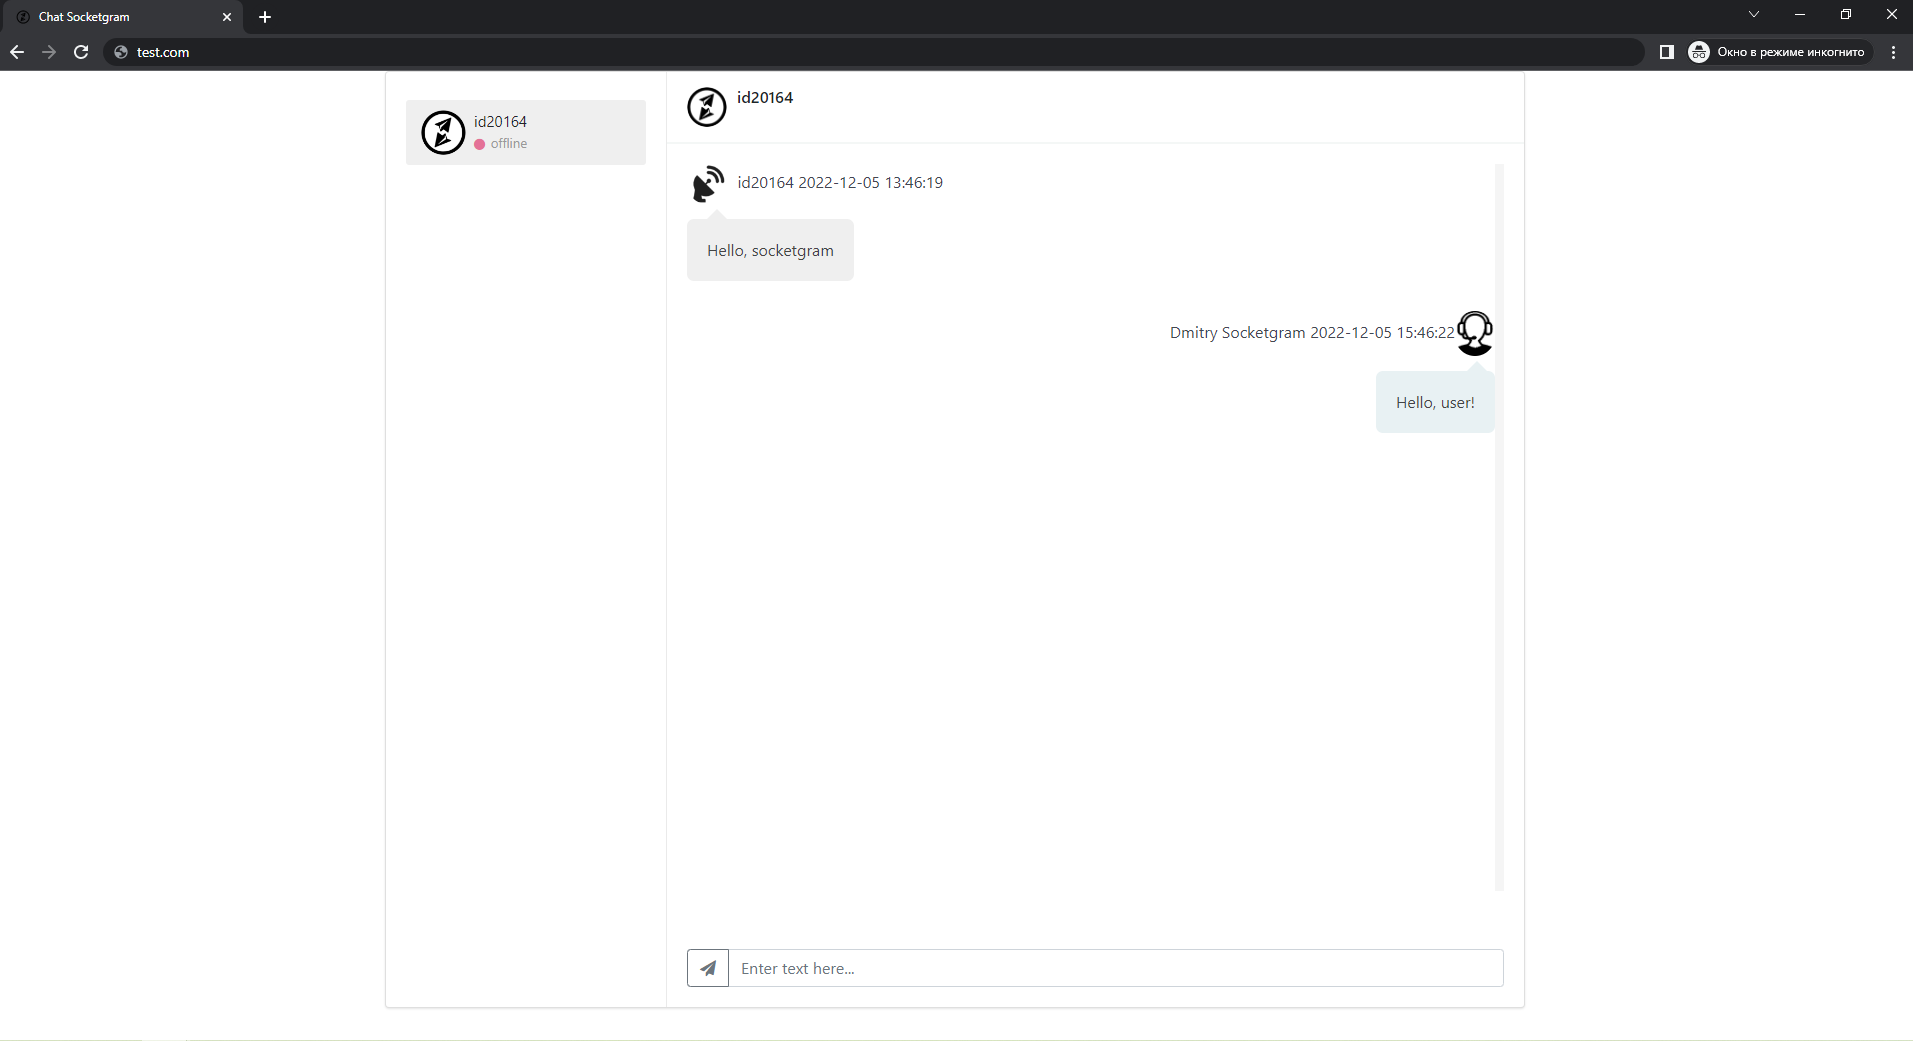 Chat Socketgram
test.com
Окно в режиме инкогнито
id20164
offline
id20164
id20164 2022-12-05 13:46:19
Hello, socketgram
Dmitry Socketgram 2022-12-05 15:46:22
Hello, user!
Enter text here...